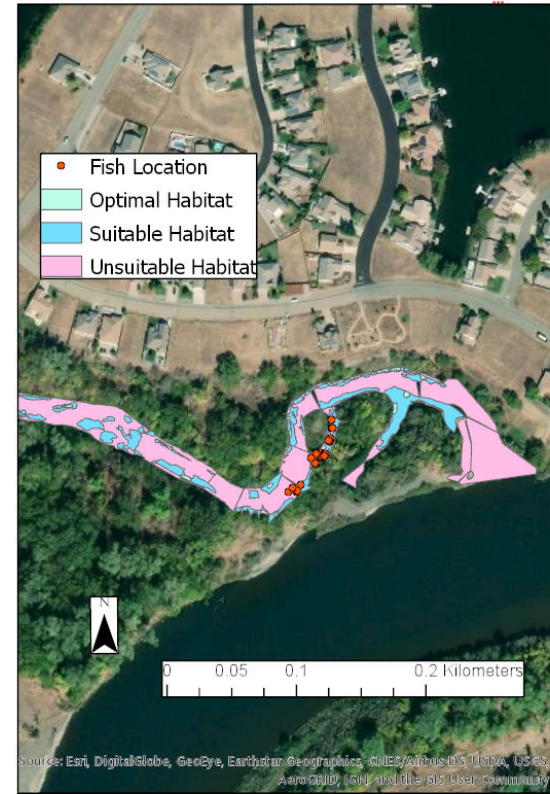 Fish Location
Optimal Habitat
Suitable Habitat
Unsuitable Habitat
N
0 0.05 0.1 0.2 Kilometers
Source: Esri, DigitalGlobe, GeoEye, Earthstar Geographics, CNES/Airbus DS, USDA, USGS,
AeroGRID, IGN, and the GIS User Community